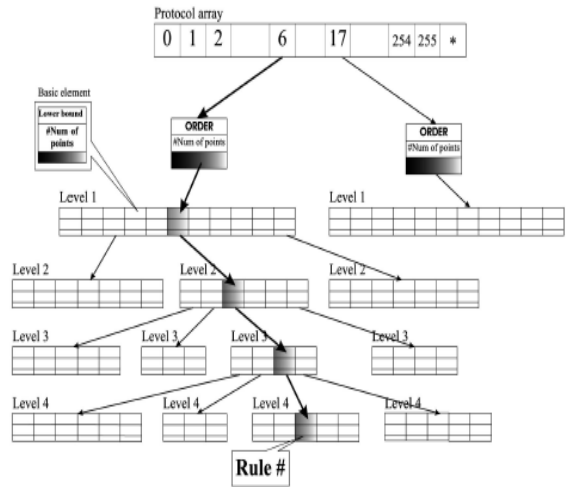 Protocol array
0 1 2 6 17 254 255 *
Basic element
Lower bound
#Num of
points
ORDER
#Num of points
ORDER
#Num of points
Level 1
Level 1
Level 2
Level 2
Level 2
Level 3
Level 3
Level 3
Level 3
Level 4
Level 4
Level 4
Level 4
Rule #